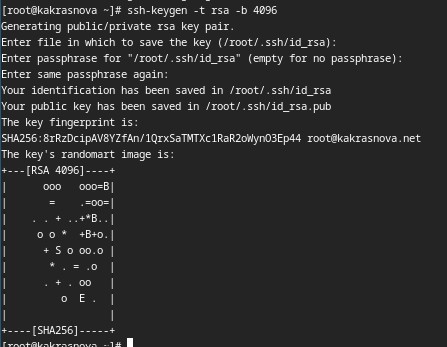 [root@kakrasnova ~]# ssh-keygen -t rsa -b 4096
Generating public/private rsa key pair.
Enter file in which to save the key (/root/.ssh/id_rsa):
Enter passphrase for "/root/.ssh/id_rsa" (empty for no passphrase):
Enter same passphrase again:
Your identification has been saved in /root/.ssh/id_rsa
Your public key has been saved in /root/.ssh/id_rsa.pub
The key fingerprint is:
SHA256:8rRzDcipAV8YZfAn/1QrxSaTMTXc1RaR2oWynO3Ep44 root@kakrasnova.net
The key's randomart image is:
+---[RSA 4096]----+
|      ooo   ooo=B|
|       =    .=oo=|
|    . . + ..+*B..|
|     o o *  +B+o.|
|      + S o oo.o |
|       * . = .o  |
|      . + . oo   |
|         o  E .  |
|                 |
+----[SHA256]-----+
[root@kakrasnova ~]#